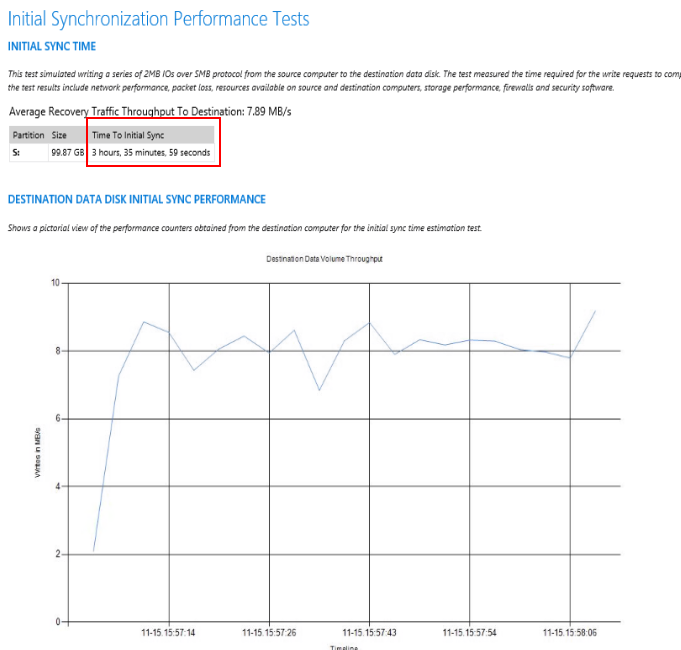 Initial Synchronization Performance Tests
INITIAL SYNC TIME
This test simulated writing a series of 2MB IOs over SMB protocol from the source computer to the destination data disk. The test measured the time required for the write requests to
the test results include network performance, packet loss, resources available on source and destination computers, storage performance, firewalls and security software.
Average Recovery Traffic Throughput To Destination: 7.89 MB/s
Partition Size Time To Initial Sync
S: 99.87 GB 3 hours, 35 minutes, 59 seconds
DESTINATION DATA DISK INITIAL SYNC PERFORMANCE
Shows a pictorial view of the performance counters obtained from the destination computer for the initial sync time estimation test.
Destination Data Volume Throughput
10
8
6
4
2
0
Writes in MB/s
11-15.15:57:14 11-15.15:57:26 11-15.15:57:43 11-15.15:57:54 11-15.15:58:06
Timeline